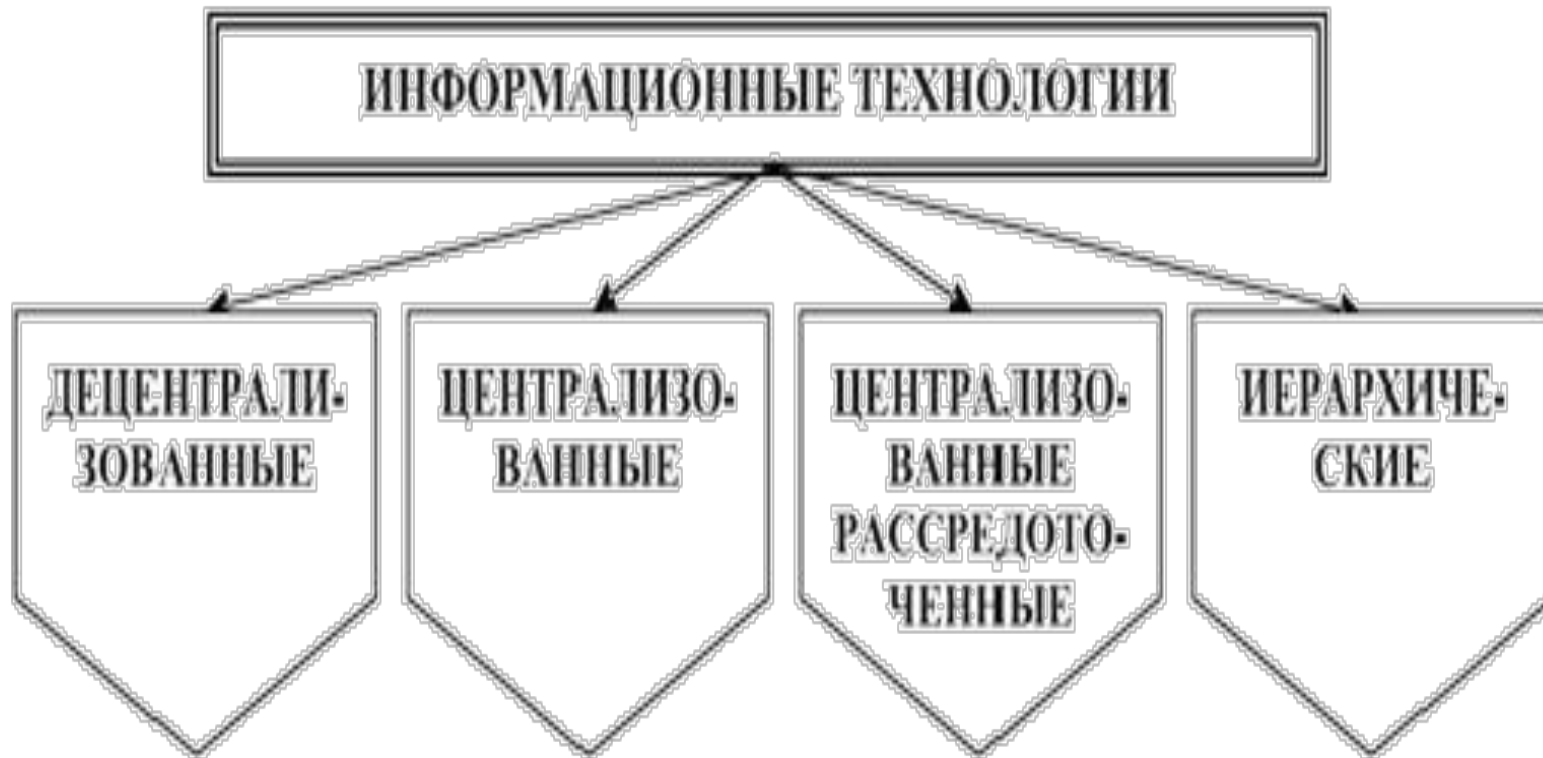 ИНФОРМАЦИОННЫЕ ТЕХНОЛОГИИ
ДЕЦЕНТРАЛИ-
ЗОВАННЫЕ
ЦЕНТРАЛИЗО-
ВАННЫЕ
ЦЕНТРАЛИЗО-
ВАННЫЕ
РАССРЕДОТО-
ЧЕННЫЕ
ИЕРАРХИЧЕ-
СКИЕ